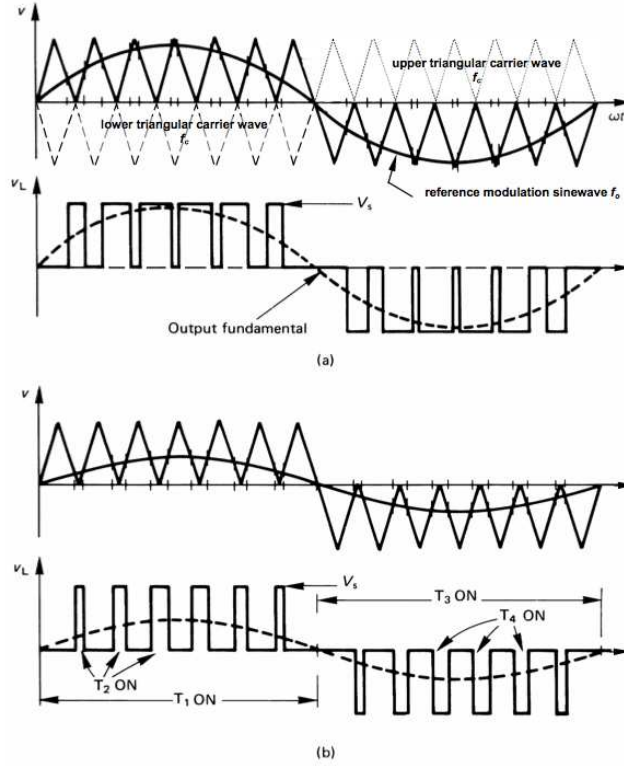 v
upper triangular carrier wave
f_c
ωt
lower triangular carrier wave
f_c
reference modulation sinewave f_o
v_L
V_s
Output fundamental
(a)
v
v_L
V_s
T_3 ON
T_4 ON
T_2 ON
T_1 ON
(b)